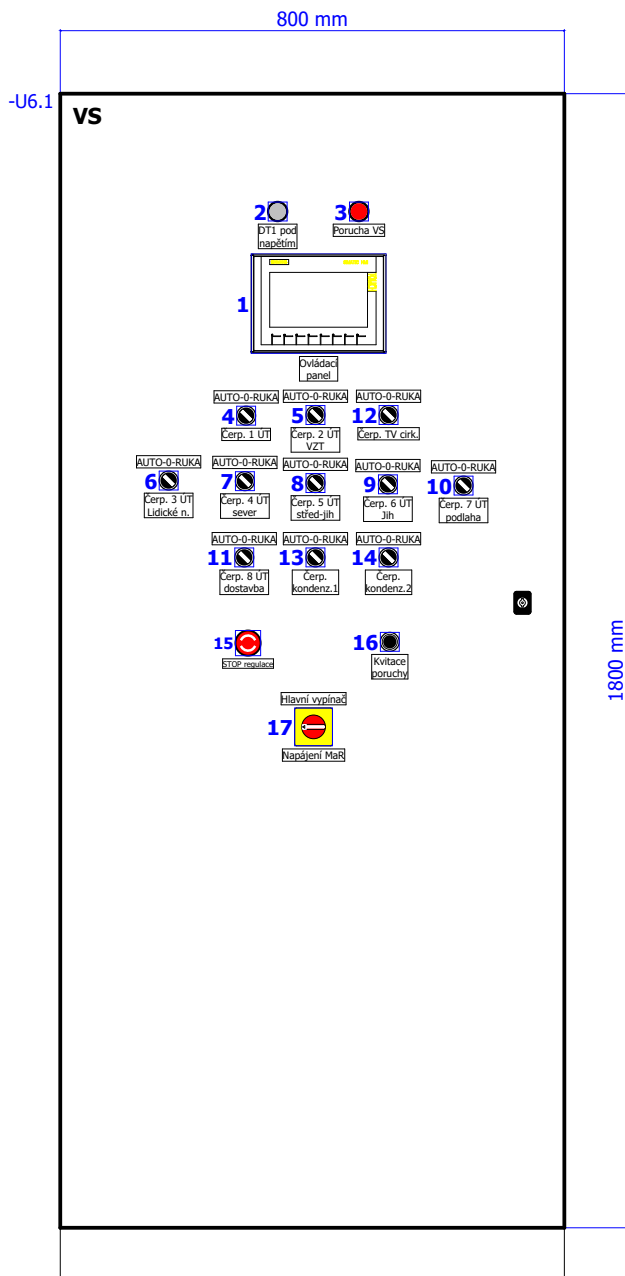 800 mm
-U6.1
VS
2
3
DT1 pod
napětím
Porucha VS
1
Ovládací
panel
AUTO-0-RUKA
AUTO-0-RUKA
AUTO-0-RUKA
4
5
12
Čerp. 1 ÚT
Čerp. 2 ÚT
VZT
Čerp. TV cirk.
AUTO-0-RUKA
AUTO-0-RUKA
AUTO-0-RUKA
AUTO-0-RUKA
AUTO-0-RUKA
6
7
8
9
10
Čerp. 3 ÚT
Lidické n.
Čerp. 4 ÚT
sever
Čerp. 5 ÚT
střed-jih
Čerp. 6 ÚT
Jih
Čerp. 7 ÚT
podlaha
AUTO-0-RUKA
AUTO-0-RUKA
AUTO-0-RUKA
11
13
14
Čerp. 8 ÚT
dostavba
Čerp.
kondenz.1
Čerp.
kondenz.2
1800 mm
15
16
STOP regulace
Kvitace
poruchy
Hlavní vypínač
17
Napájení MaR